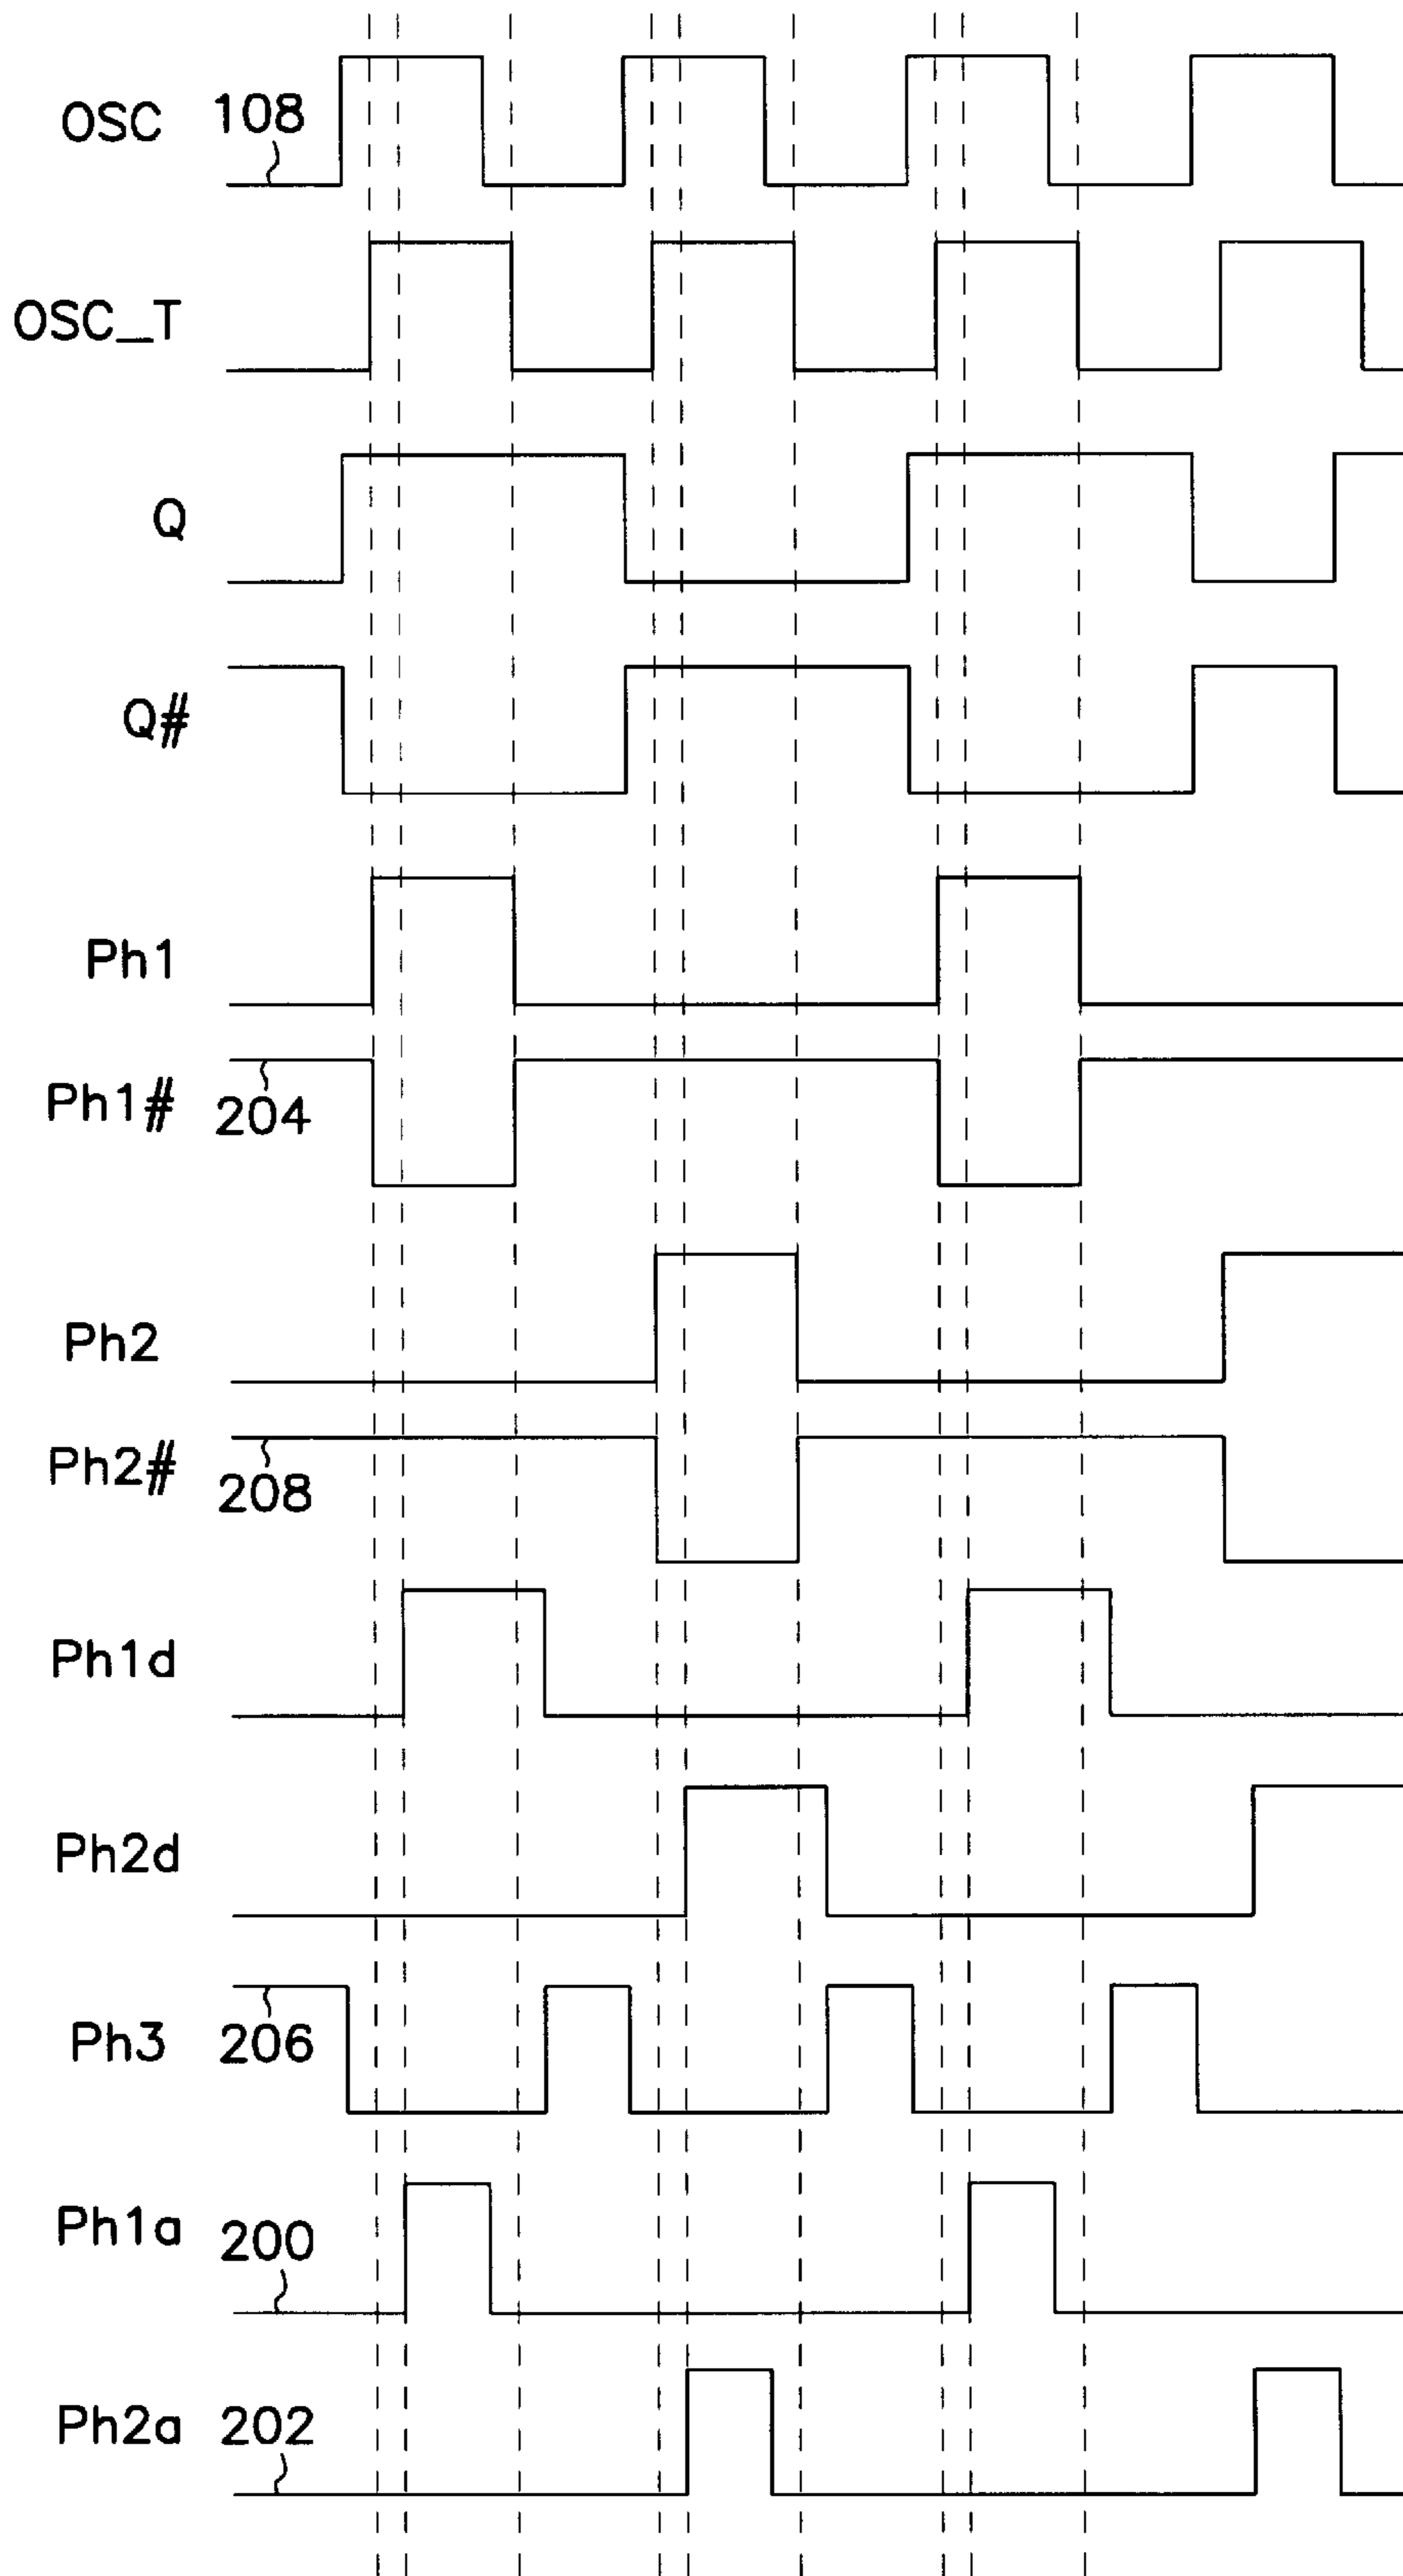 OSC 108
OSC_T
Q
Q#
Ph1
Ph1# 204
Ph2
Ph2# 208
Ph1d
Ph2d
Ph3 206
Ph1a 200
Ph2a 202